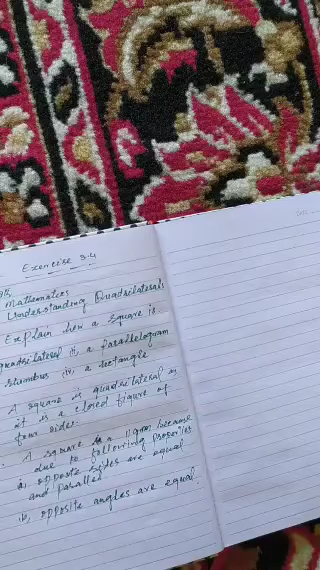 Exercise 3.4
Mathematics
Understanding Quadrilaterals
Explain how a square is
quadrilateral ii, a parallelogram
rhombus iv, a rectangle
A square is quadrilateral as
it is a closed figure of
four sides.
A square is a llgram because
due to following properties
a, opposite sides are equal
and parallel
ii, opposite angles are equal.